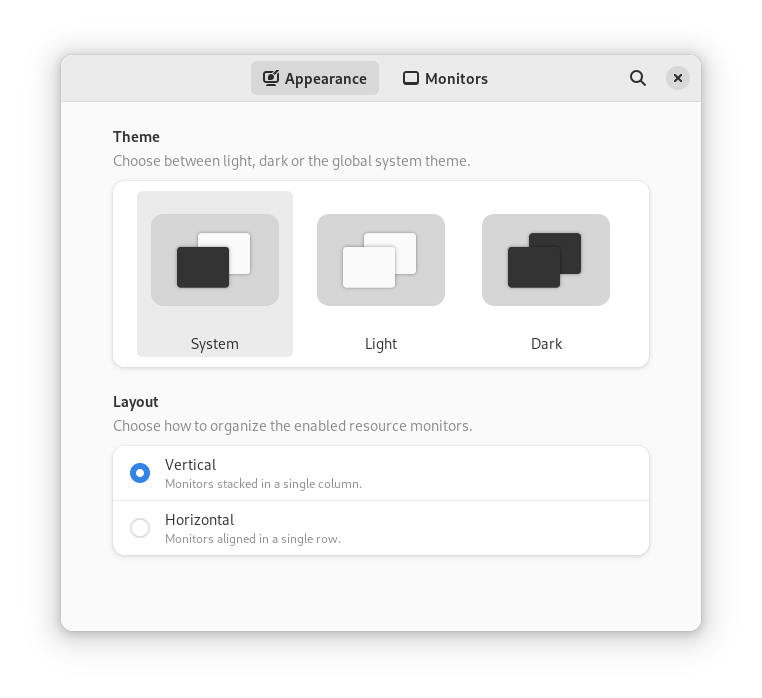 Appearance
Monitors
Theme
Choose between light, dark or the global system theme.
System
Light
Dark
Layout
Choose how to organize the enabled resource monitors.
Vertical
Monitors stacked in a single column.
Horizontal
Monitors aligned in a single row.